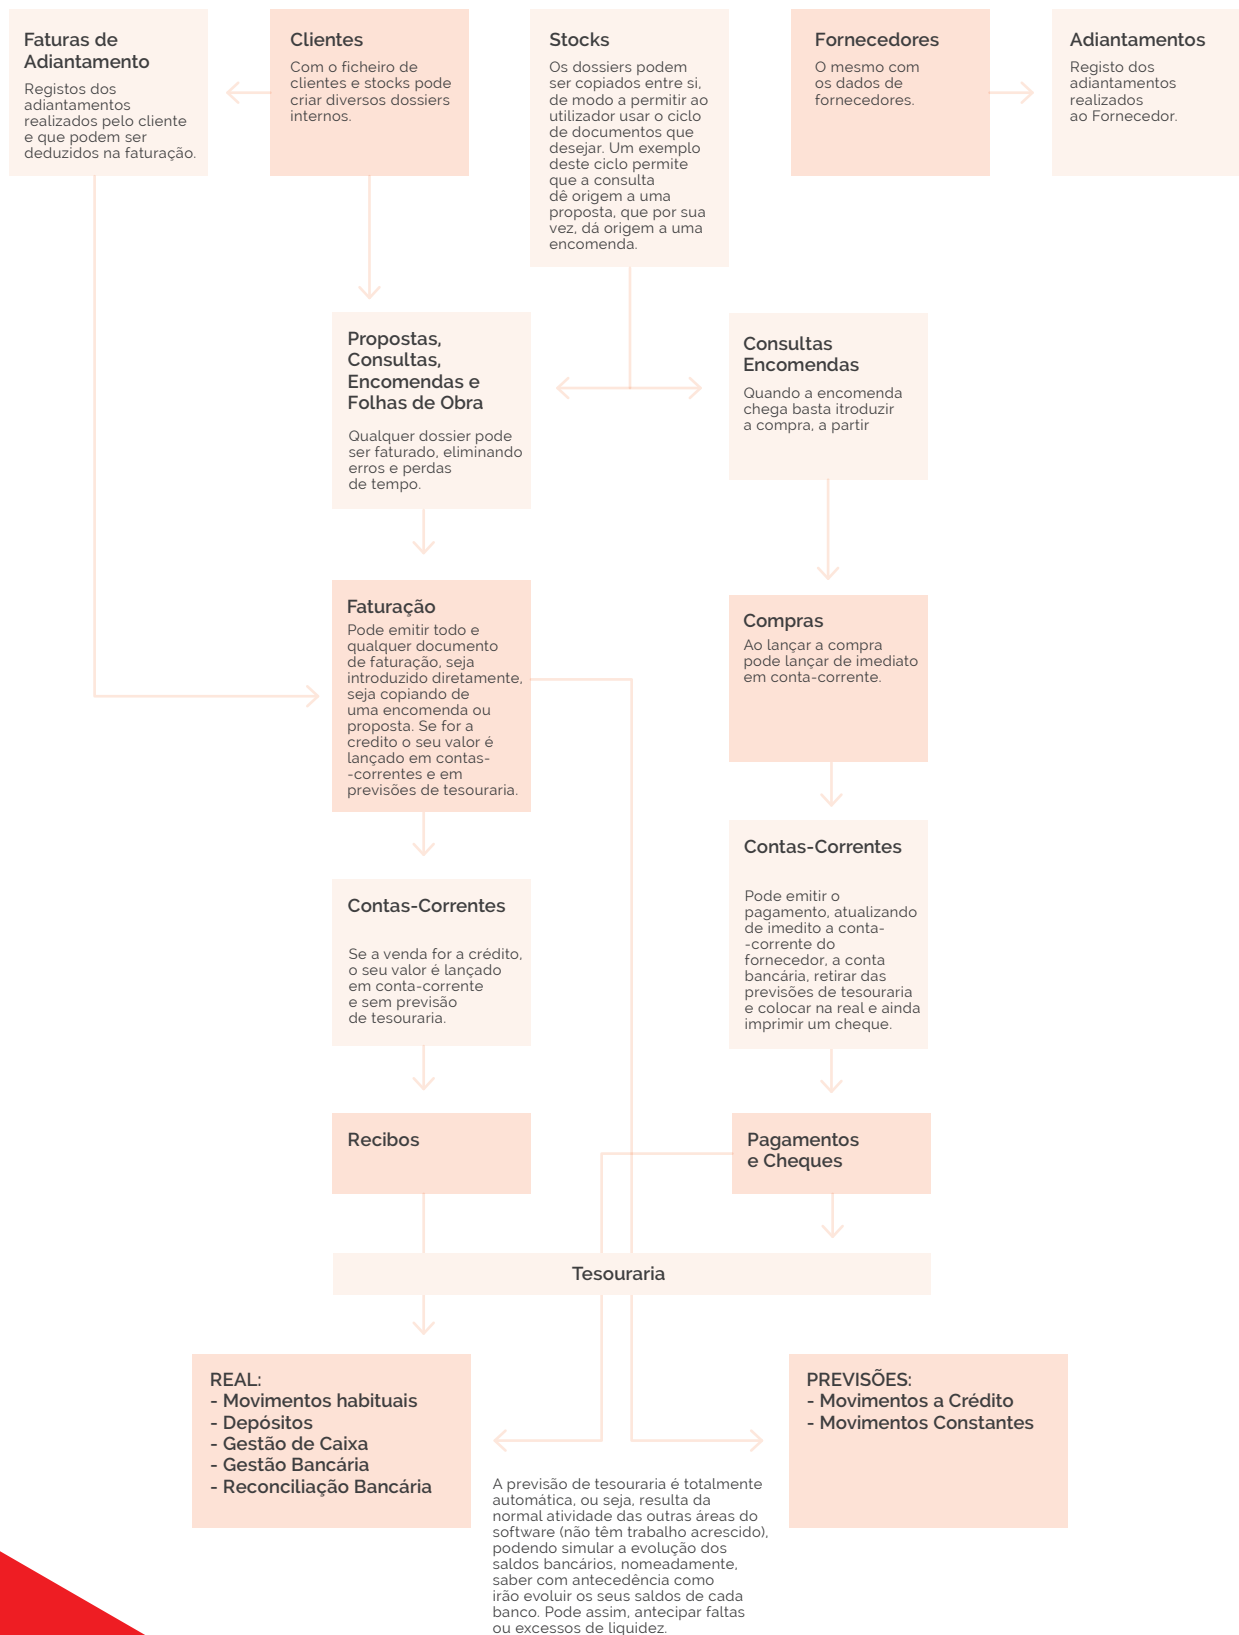 Faturas de
Adiantamento
Registos dos
adiantamentos
realizados pelo cliente
e que podem ser
deduzidos na faturação.
Clientes
Com o ficheiro de
clientes e stocks pode
criar diversos dossiers
internos.
Stocks
Os dossiers podem
ser copiados entre si,
de modo a permitir ao
utilizador usar o ciclo
de documentos que
desejar. Um exemplo
deste ciclo permite
que a consulta
dê origem a uma
proposta, que por sua
vez, dá origem a uma
encomenda.
Fornecedores
O mesmo com
os dados de
fornecedores.
Adiantamentos
Registo dos
adiantamentos
realizados
ao Fornecedor.
Propostas,
Consultas,
Encomendas e
Folhas de Obra
Qualquer dossier pode
ser faturado, eliminando
erros e perdas
de tempo.
Consultas
Encomendas
Quando a encomenda
chega basta itroduzir
a compra, a partir
Faturação
Pode emitir todo e
qualquer documento
de faturação, seja
introduzido diretamente,
seja copiando de
uma encomenda ou
proposta. Se for a
credito o seu valor é
lançado em contas-
-correntes e em
previsões de tesouraria.
Compras
Ao lançar a compra
pode lançar de imediato
em conta-corrente.
Contas-Correntes
Se a venda for a crédito,
o seu valor é lançado
em conta-corrente
e sem previsão
de tesouraria.
Contas-Correntes
Pode emitir o
pagamento, atualizando
de imedito a conta-
-corrente do
fornecedor, a conta
bancária, retirar das
previsões de tesouraria
e colocar na real e ainda
imprimir um cheque.
Recibos
Pagamentos
e Cheques
Tesouraria
REAL:
- Movimentos habituais
- Depósitos
- Gestão de Caixa
- Gestão Bancária
- Reconciliação Bancária
PREVISÕES:
- Movimentos a Crédito
- Movimentos Constantes
A previsão de tesouraria é totalmente
automática, ou seja, resulta da
normal atividade das outras áreas do
software (não têm trabalho acrescido),
podendo simular a evolução dos
saldos bancários, nomeadamente,
saber com antecedência como
irão evoluir os seus saldos de cada
banco. Pode assim, antecipar faltas
ou excessos de liquidez.